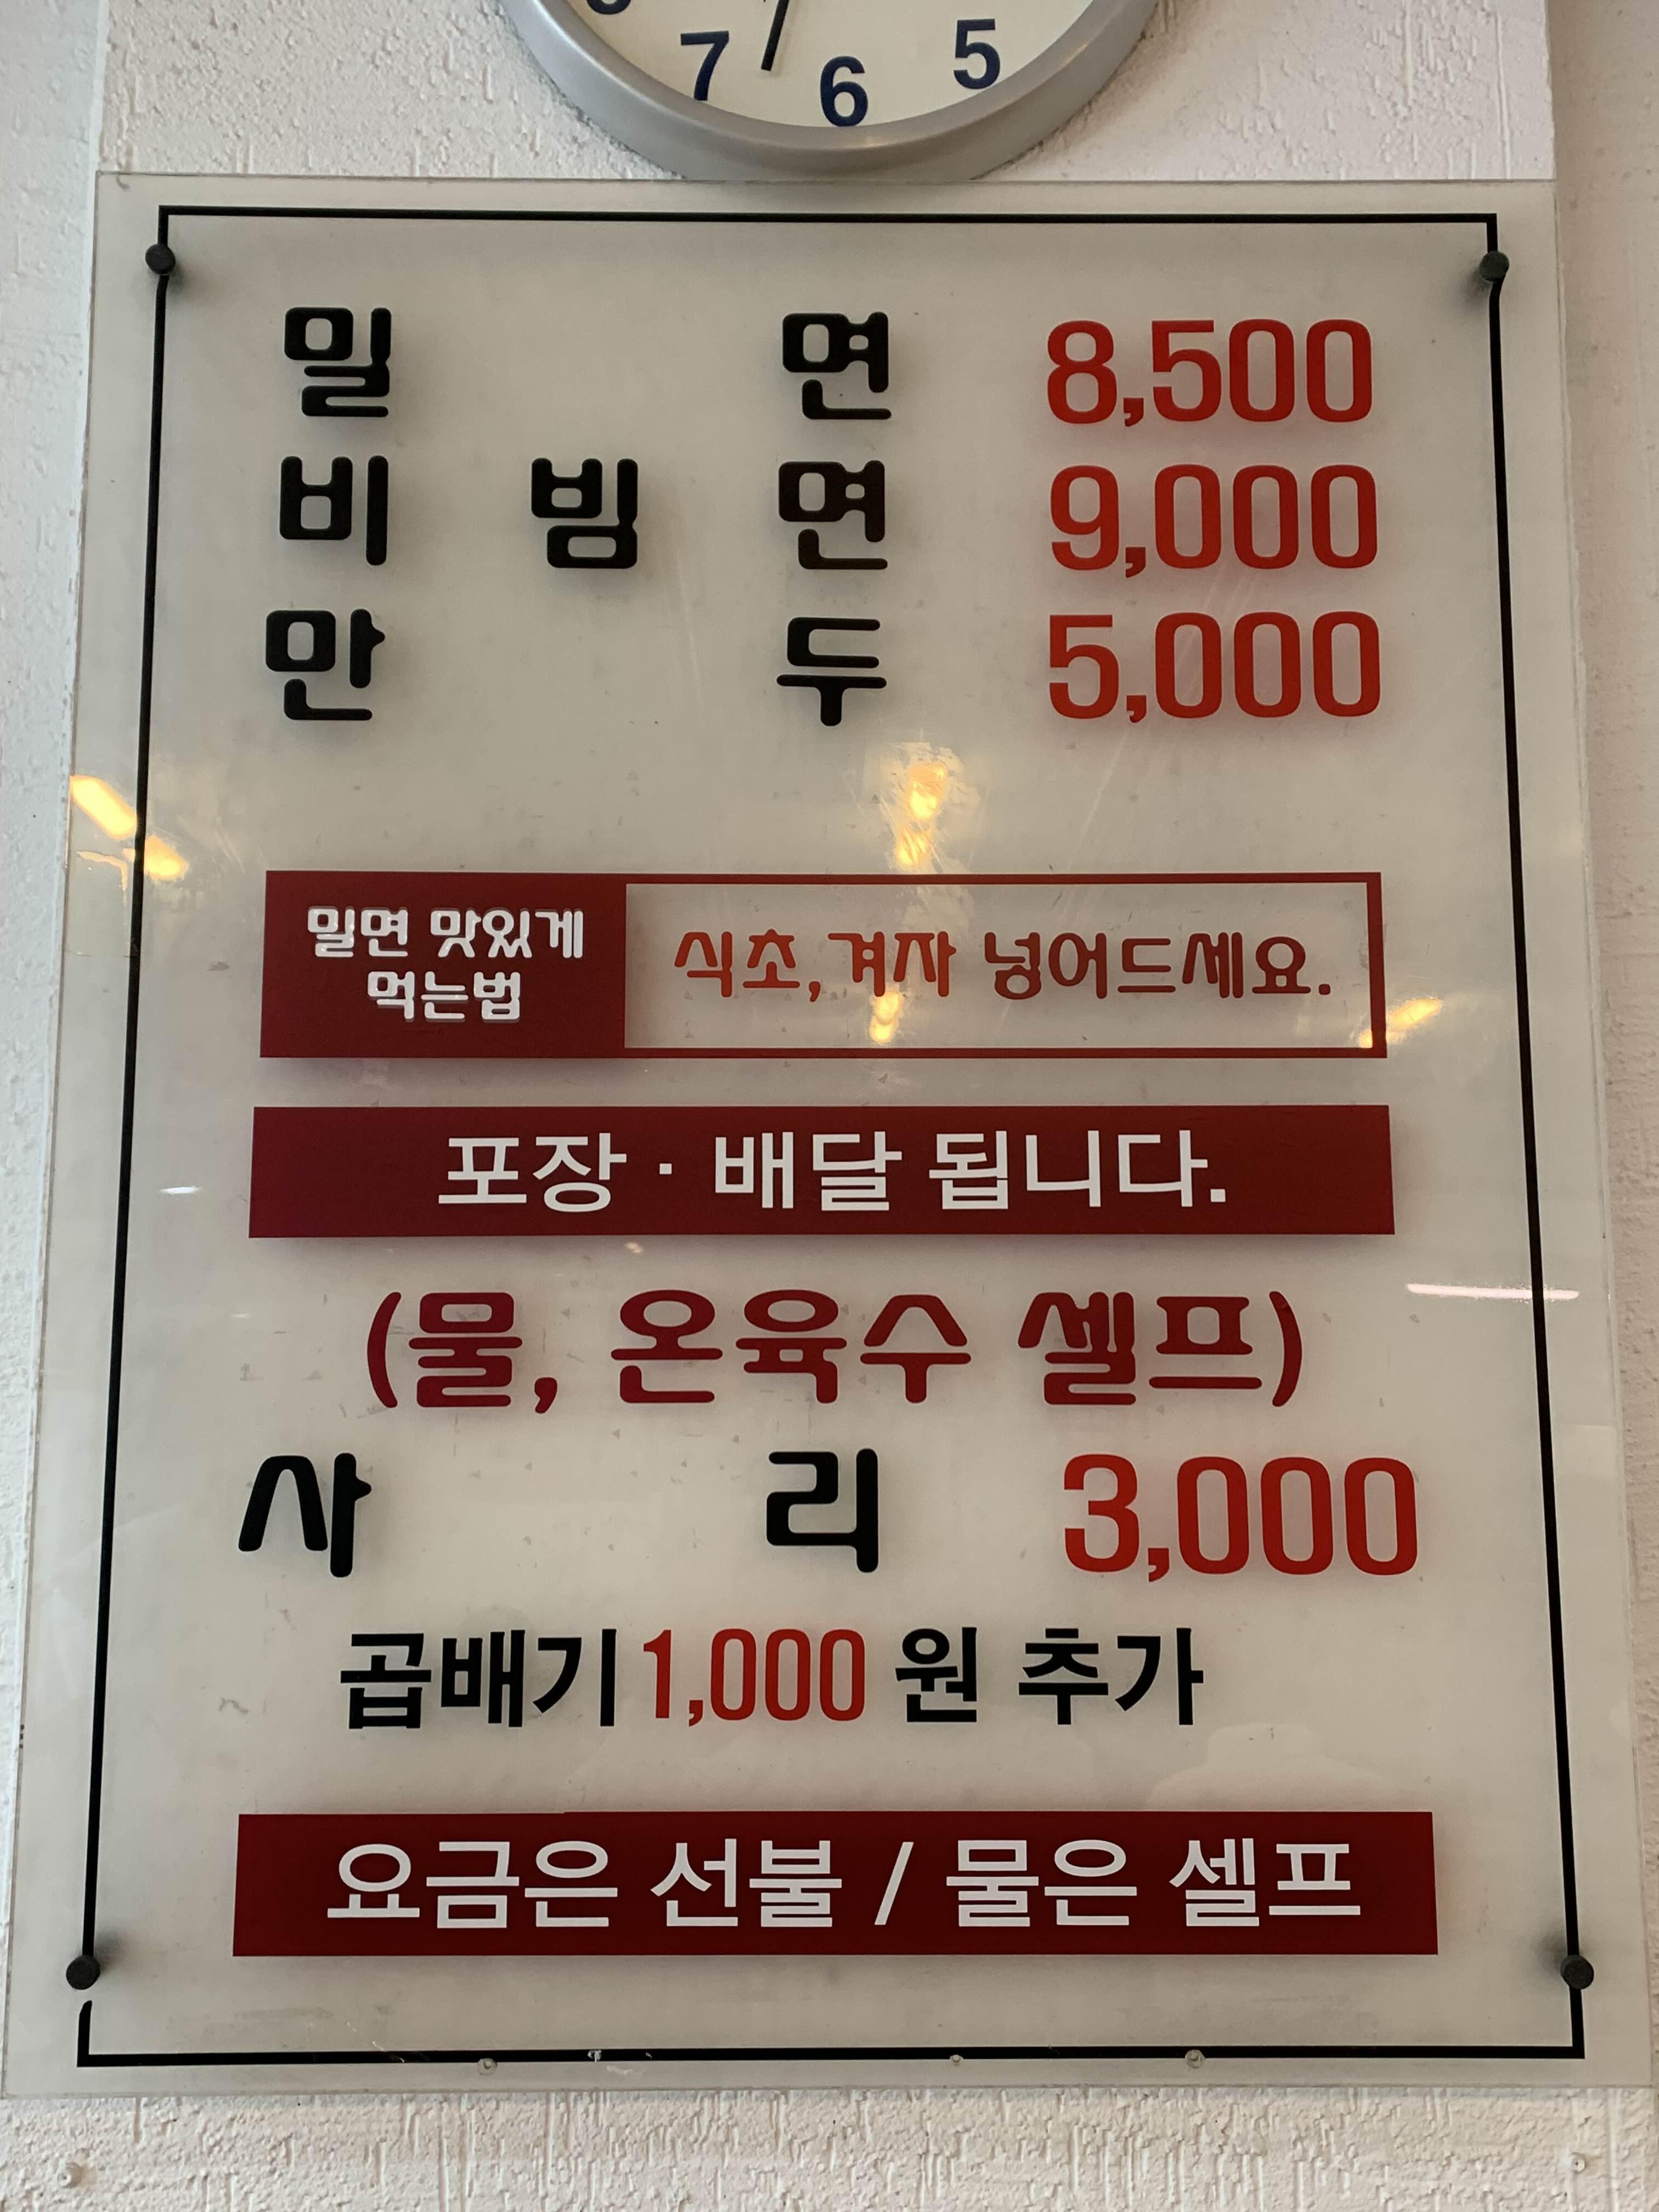 7 6 5
밀 면 8,500
비 빔 면 9,000
만 두 5,000
밀면 맛있게
먹는법
식초, 겨자 넣어드세요.
포장 · 배달 됩니다.
(물, 온육수 셀프)
사 리 3,000
곱배기 1,000 원 추가
요금은 선불 / 물은 셀프